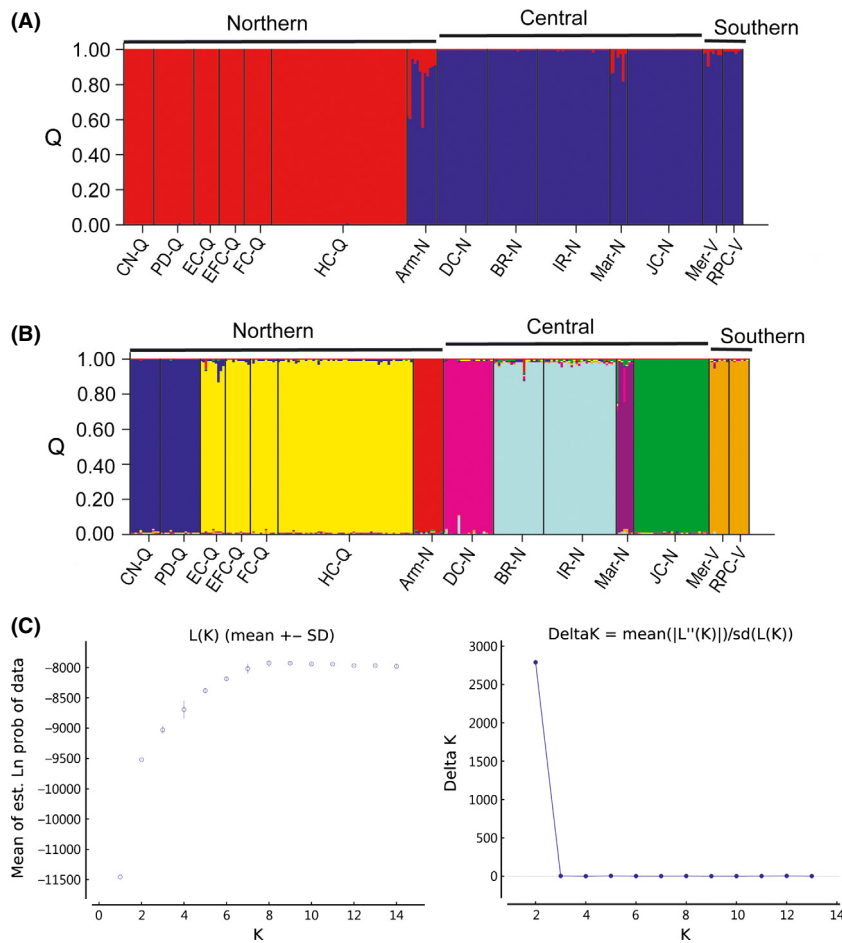 (A)
Northern Central Southern
1.00
0.80
0.60
0.40
0.20
0.00
Q
CN-Q PD-Q EC-Q EFC-Q FC-Q HC-Q Arm-N DC-N BR-N IR-N Mar-N JC-N Mer-V RPC-V
(B)
Northern Central Southern
1.00
0.80
0.60
0.40
0.20
0.00
Q
CN-Q PD-Q EC-Q EFC-Q FC-Q HC-Q Arm-N DC-N BR-N IR-N Mar-N JC-N Mer-V RPC-V
(C)
L(K) (mean +− SD)
Mean of est. Ln prob of data
−8000
−8500
−9000
−9500
−10000
−10500
−11000
−11500
0 2 4 6 8 10 12 14
K
DeltaK = mean(|L''(K)|)/sd(L(K))
Delta K
3000
2500
2000
1500
1000
500
0
2 4 6 8 10 12 14
K